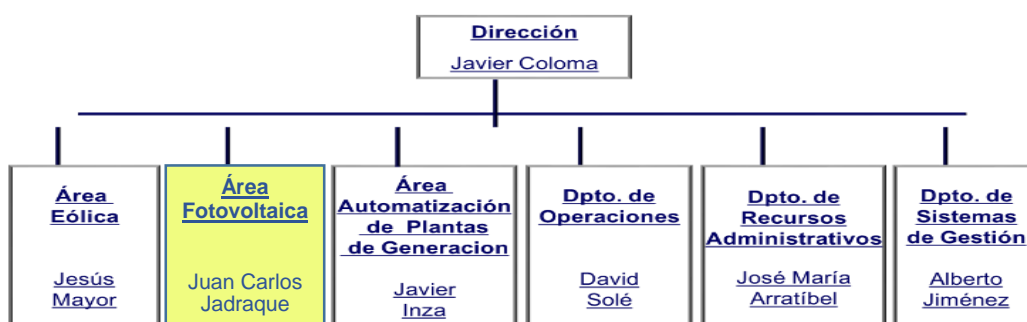 Dirección
Javier Coloma
Área
Eólica
Jesús
Mayor
Área
Fotovoltaica
Juan Carlos
Jadraque
Área
Automatización
de Plantas
de Generacion
Javier
Inza
Dpto. de
Operaciones
David
Solé
Dpto. de
Recursos
Administrativos
José María
Arratíbel
Dpto. de
Sistemas
de Gestión
Alberto
Jiménez